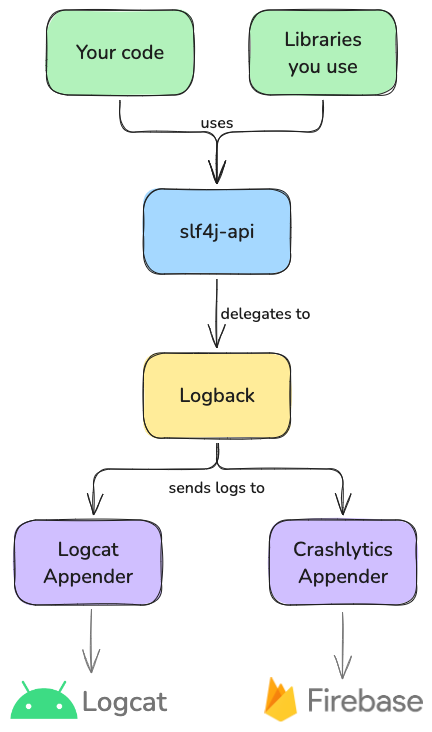 Your code
Libraries
you use
uses
slf4j-api
delegates to
Logback
sends logs to
Logcat
Appender
Crashlytics
Appender
Logcat
Firebase